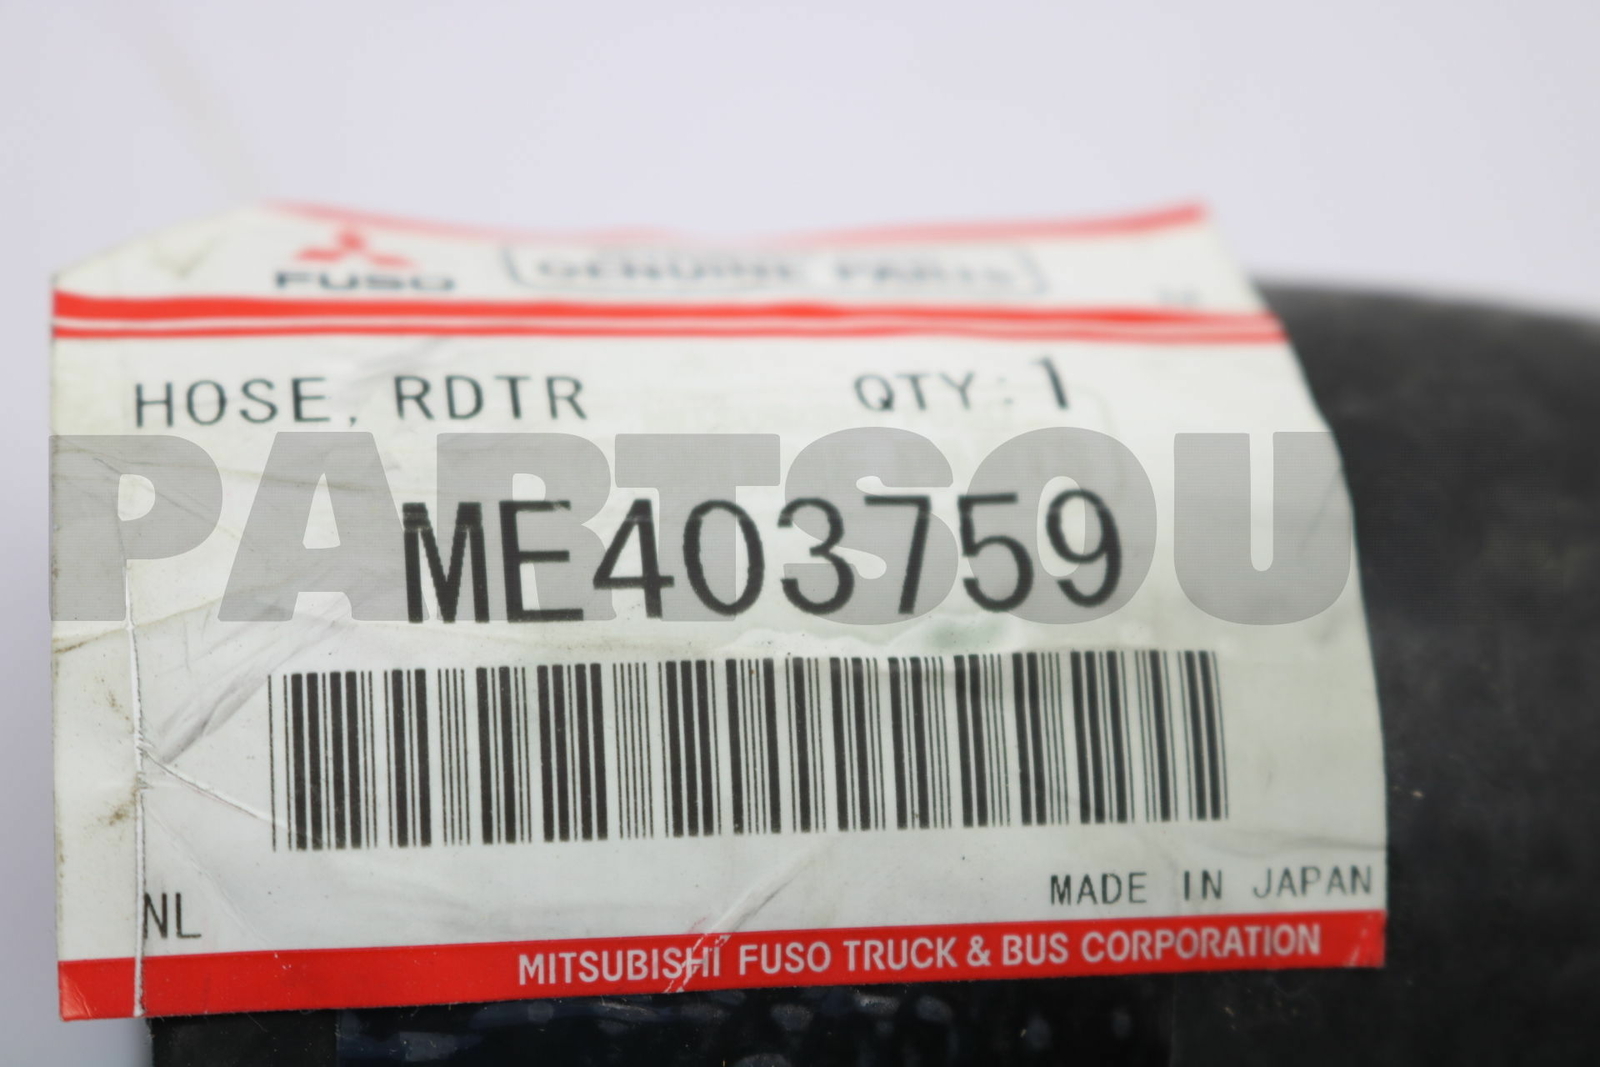 FUSO
GENUINE PARTS
HOSE, RDTR QTY: 1
PARTSOU
ME403759
NL
MADE IN JAPAN
MITSUBISHI FUSO TRUCK & BUS CORPORATION